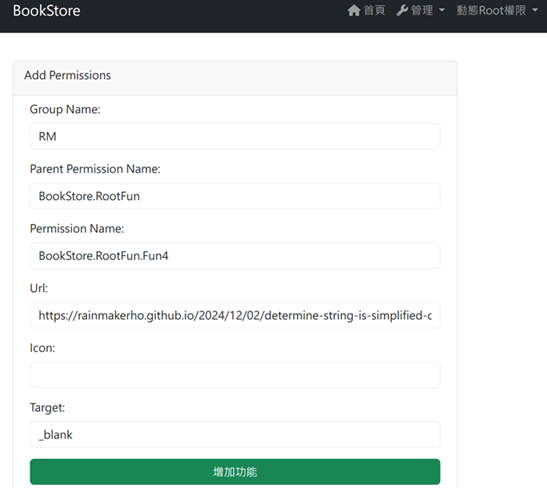 BookStore 首頁 管理 動態Root權限
Add Permissions
Group Name:
RM
Parent Permission Name:
BookStore.RootFun
Permission Name:
BookStore.RootFun.Fun4
Url:
https://rainmakerho.github.io/2024/12/02/determine-string-is-simplified-c
Icon:
Target:
_blank
增加功能